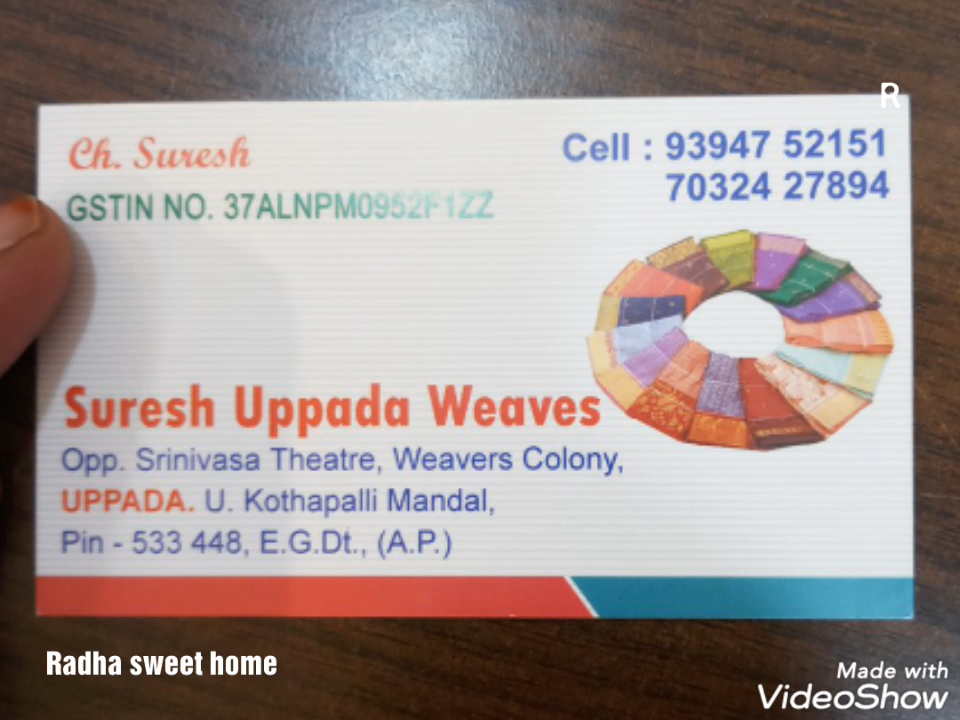 R
Ch. Suresh
Cell : 93947 52151
70324 27894
GSTIN NO. 37ALNPM0952F1ZZ
Suresh Uppada Weaves
Opp. Srinivasa Theatre, Weavers Colony,
UPPADA. U. Kothapalli Mandal,
Pin - 533 448, E.G.Dt., (A.P.)
Radha sweet home
Made with
VideoShow